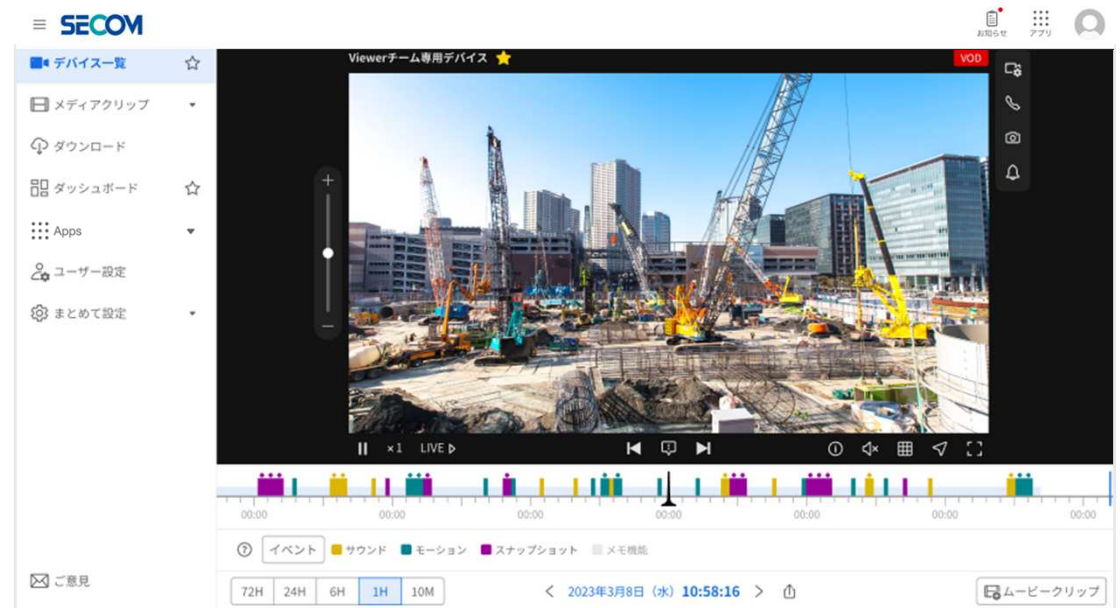 SECOM
お知らせ
アプリ
デバイス一覧
メディアクリップ
ダウンロード
ダッシュボード
Apps
ユーザー設定
まとめて設定
ご意見
Viewerチーム専用デバイス
VOD
×1 LIVE
00:00 00:00 00:00 00:00 00:00 00:00 00:00
イベント サウンド モーション スナップショット メモ機能
72H 24H 6H 1H 10M
2023年3月8日（水） 10:58:16
ムービークリップ